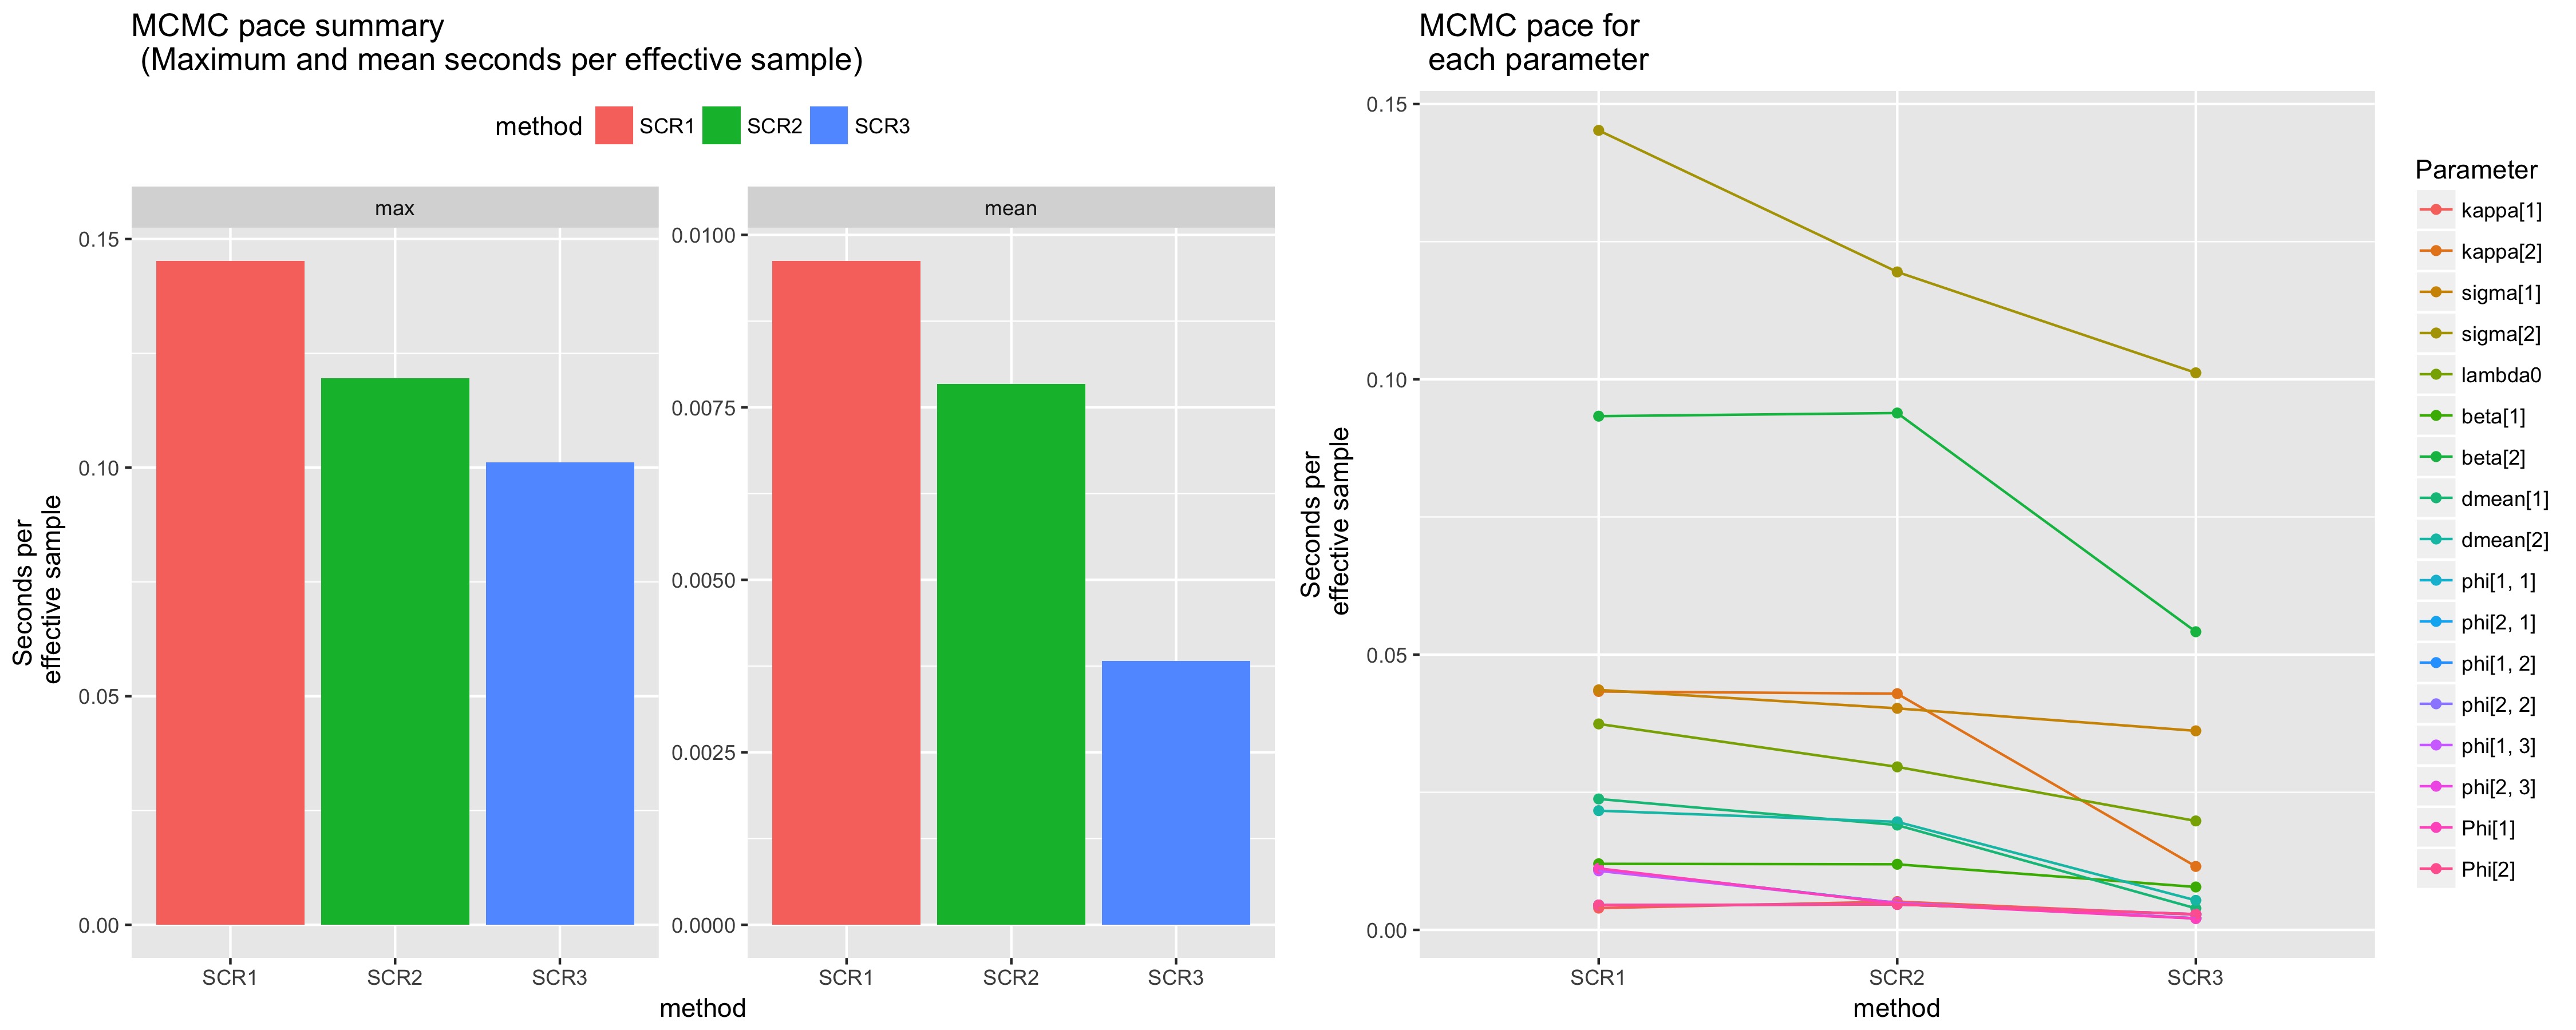 MCMC pace summary
(Maximum and mean seconds per effective sample)
method SCR1 SCR2 SCR3
max
mean
Seconds per
effective sample
0.15
0.10
0.05
0.00
0.0100
0.0075
0.0050
0.0025
0.0000
SCR1 SCR2 SCR3
SCR1 SCR2 SCR3
method
MCMC pace for
each parameter
Seconds per
effective sample
0.15
0.10
0.05
0.00
SCR1 SCR2 SCR3
method
Parameter
kappa[1]
kappa[2]
sigma[1]
sigma[2]
lambda0
beta[1]
beta[2]
dmean[1]
dmean[2]
phi[1, 1]
phi[2, 1]
phi[1, 2]
phi[2, 2]
phi[1, 3]
phi[2, 3]
Phi[1]
Phi[2]